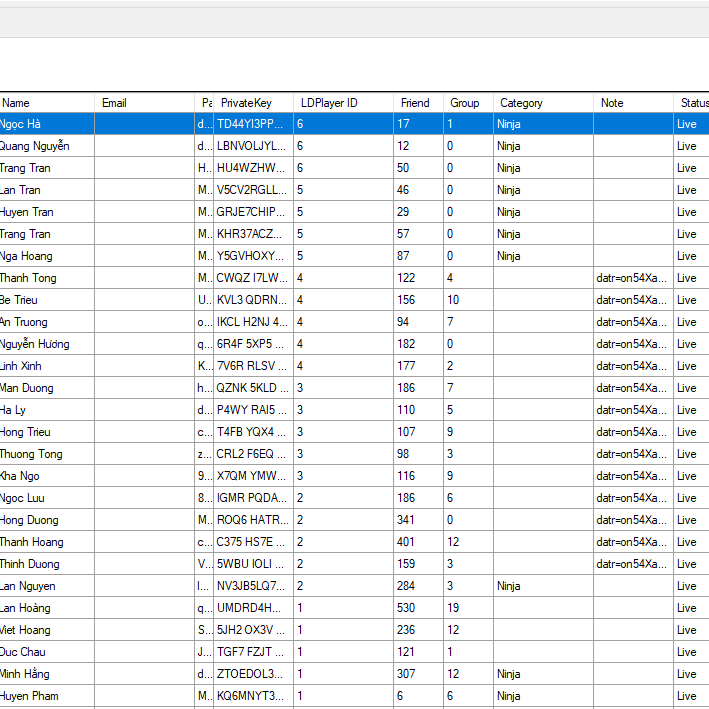 Name Email Pa PrivateKey LDPlayer ID Friend Group Category Note Status
Ngọc Hà d... TD44YI3PP... 6 17 1 Ninja Live
Quang Nguyễn d... LBNVOLJYL... 6 12 0 Ninja Live
Trang Tran H... HU4WZHW... 6 50 0 Ninja Live
Lan Tran M... V5CV2RGLL... 5 46 0 Ninja Live
Huyen Tran M... GRJE7CHIP... 5 29 0 Ninja Live
Trang Tran M... KHR37ACZ... 5 57 0 Ninja Live
Nga Hoang M... Y5GVHOXY... 5 87 0 Ninja Live
Thanh Tong M... CWQZ I7LW... 4 122 4 datr=on54Xa... Live
Be Trieu U... KVL3 QDRN... 4 156 10 datr=on54Xa... Live
An Truong o... IKCL H2NJ 4... 4 94 7 datr=on54Xa... Live
Nguyễn Hương q... 6R4F 5XP5 ... 4 182 0 datr=on54Xa... Live
Linh Xinh K... 7V6R RLSV ... 4 177 2 datr=on54Xa... Live
Man Duong h... QZNK 5KLD ... 3 186 7 datr=on54Xa... Live
Ha Ly d... P4WY RAI5 ... 3 110 5 datr=on54Xa... Live
Hong Trieu c... T4FB YQX4 ... 3 107 9 datr=on54Xa... Live
Thuong Tong z... CRL2 F6EQ ... 3 98 3 datr=on54Xa... Live
Kha Ngo 9... X7QM YMW... 3 116 9 datr=on54Xa... Live
Ngoc Luu 8... IGMR PQDA... 2 186 6 datr=on54Xa... Live
Hong Duong M... ROQ6 HATR... 2 341 0 datr=on54Xa... Live
Thanh Hoang c... C375 HS7E ... 2 401 12 datr=on54Xa... Live
Thinh Duong V... 5WBU IOLI ... 2 159 3 datr=on54Xa... Live
Lan Nguyen l... NV3JB5LQ7... 2 284 3 Ninja Live
Lan Hoàng q... UMDRD4H... 1 530 19 Live
Viet Hoang S... 5JH2 OX3V ... 1 236 12 Live
Duc Chau J... TGF7 FZJT ... 1 121 1 Live
Minh Hằng d... ZTOEDOL3... 1 307 12 Ninja Live
Huyen Pham M... KQ6MNYT3... 1 6 6 Ninja Live